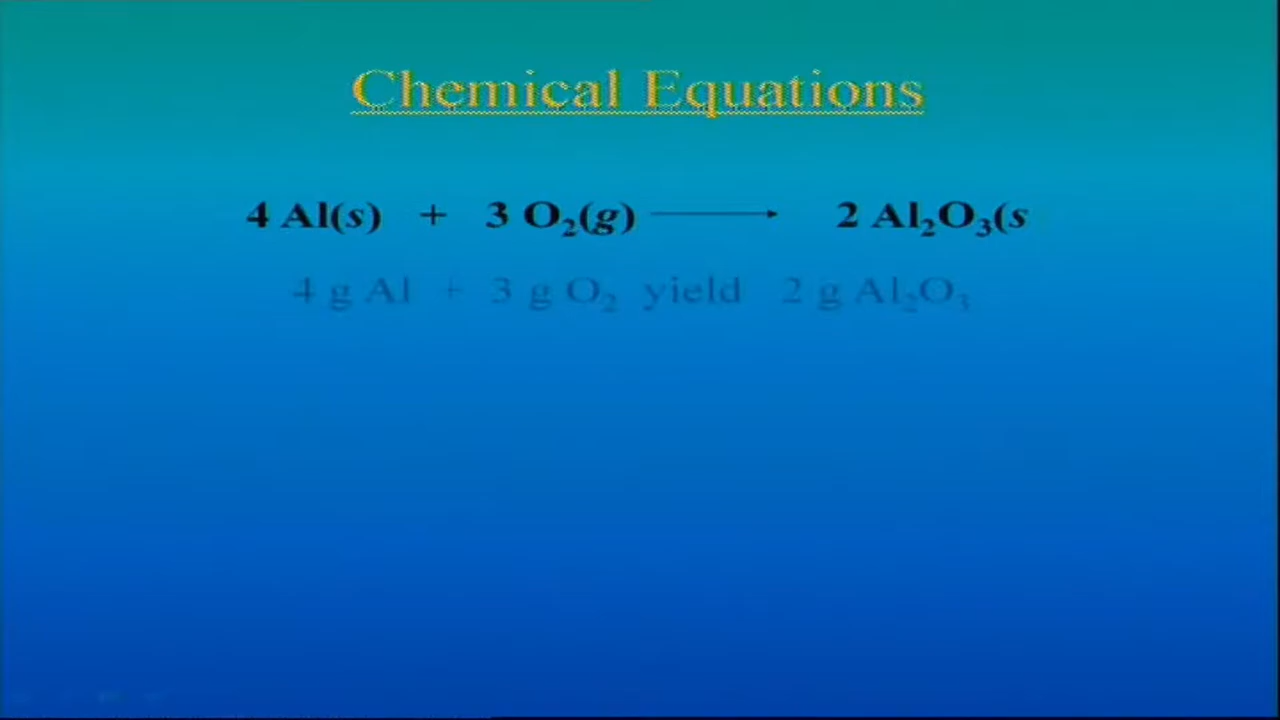 Chemical Equations
4 Al(s) + 3 O₂(g) ⟶ 2 Al₂O₃(s
4 g Al + 3 g O₂ yield 2 g Al₂O₃